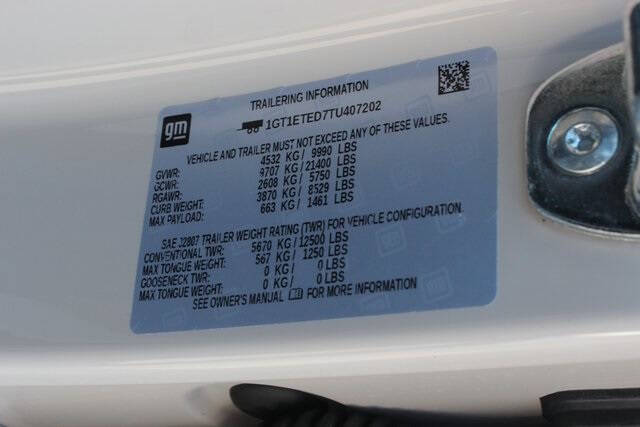 TRAILERING INFORMATION
gm
1GT1ETED7TU407202
VEHICLE AND TRAILER MUST NOT EXCEED ANY OF THESE VALUES.
GVWR: 4532 KG/ 9990 LBS
GCWR: 9707 KG/ 21400 LBS
RGAWR: 2608 KG/ 5750 LBS
CURB WEIGHT: 3870 KG/ 8529 LBS
MAX PAYLOAD: 663 KG/ 1461 LBS
SAE J2807 TRAILER WEIGHT RATING (TWR) FOR VEHICLE CONFIGURATION.
CONVENTIONAL TWR: 5670 KG/ 12500 LBS
MAX TONGUE WEIGHT: 567 KG/ 1250 LBS
GOOSENECK TWR: 0 KG/ 0 LBS
MAX TONGUE WEIGHT: 0 KG/ 0 LBS
SEE OWNER'S MANUAL FOR MORE INFORMATION